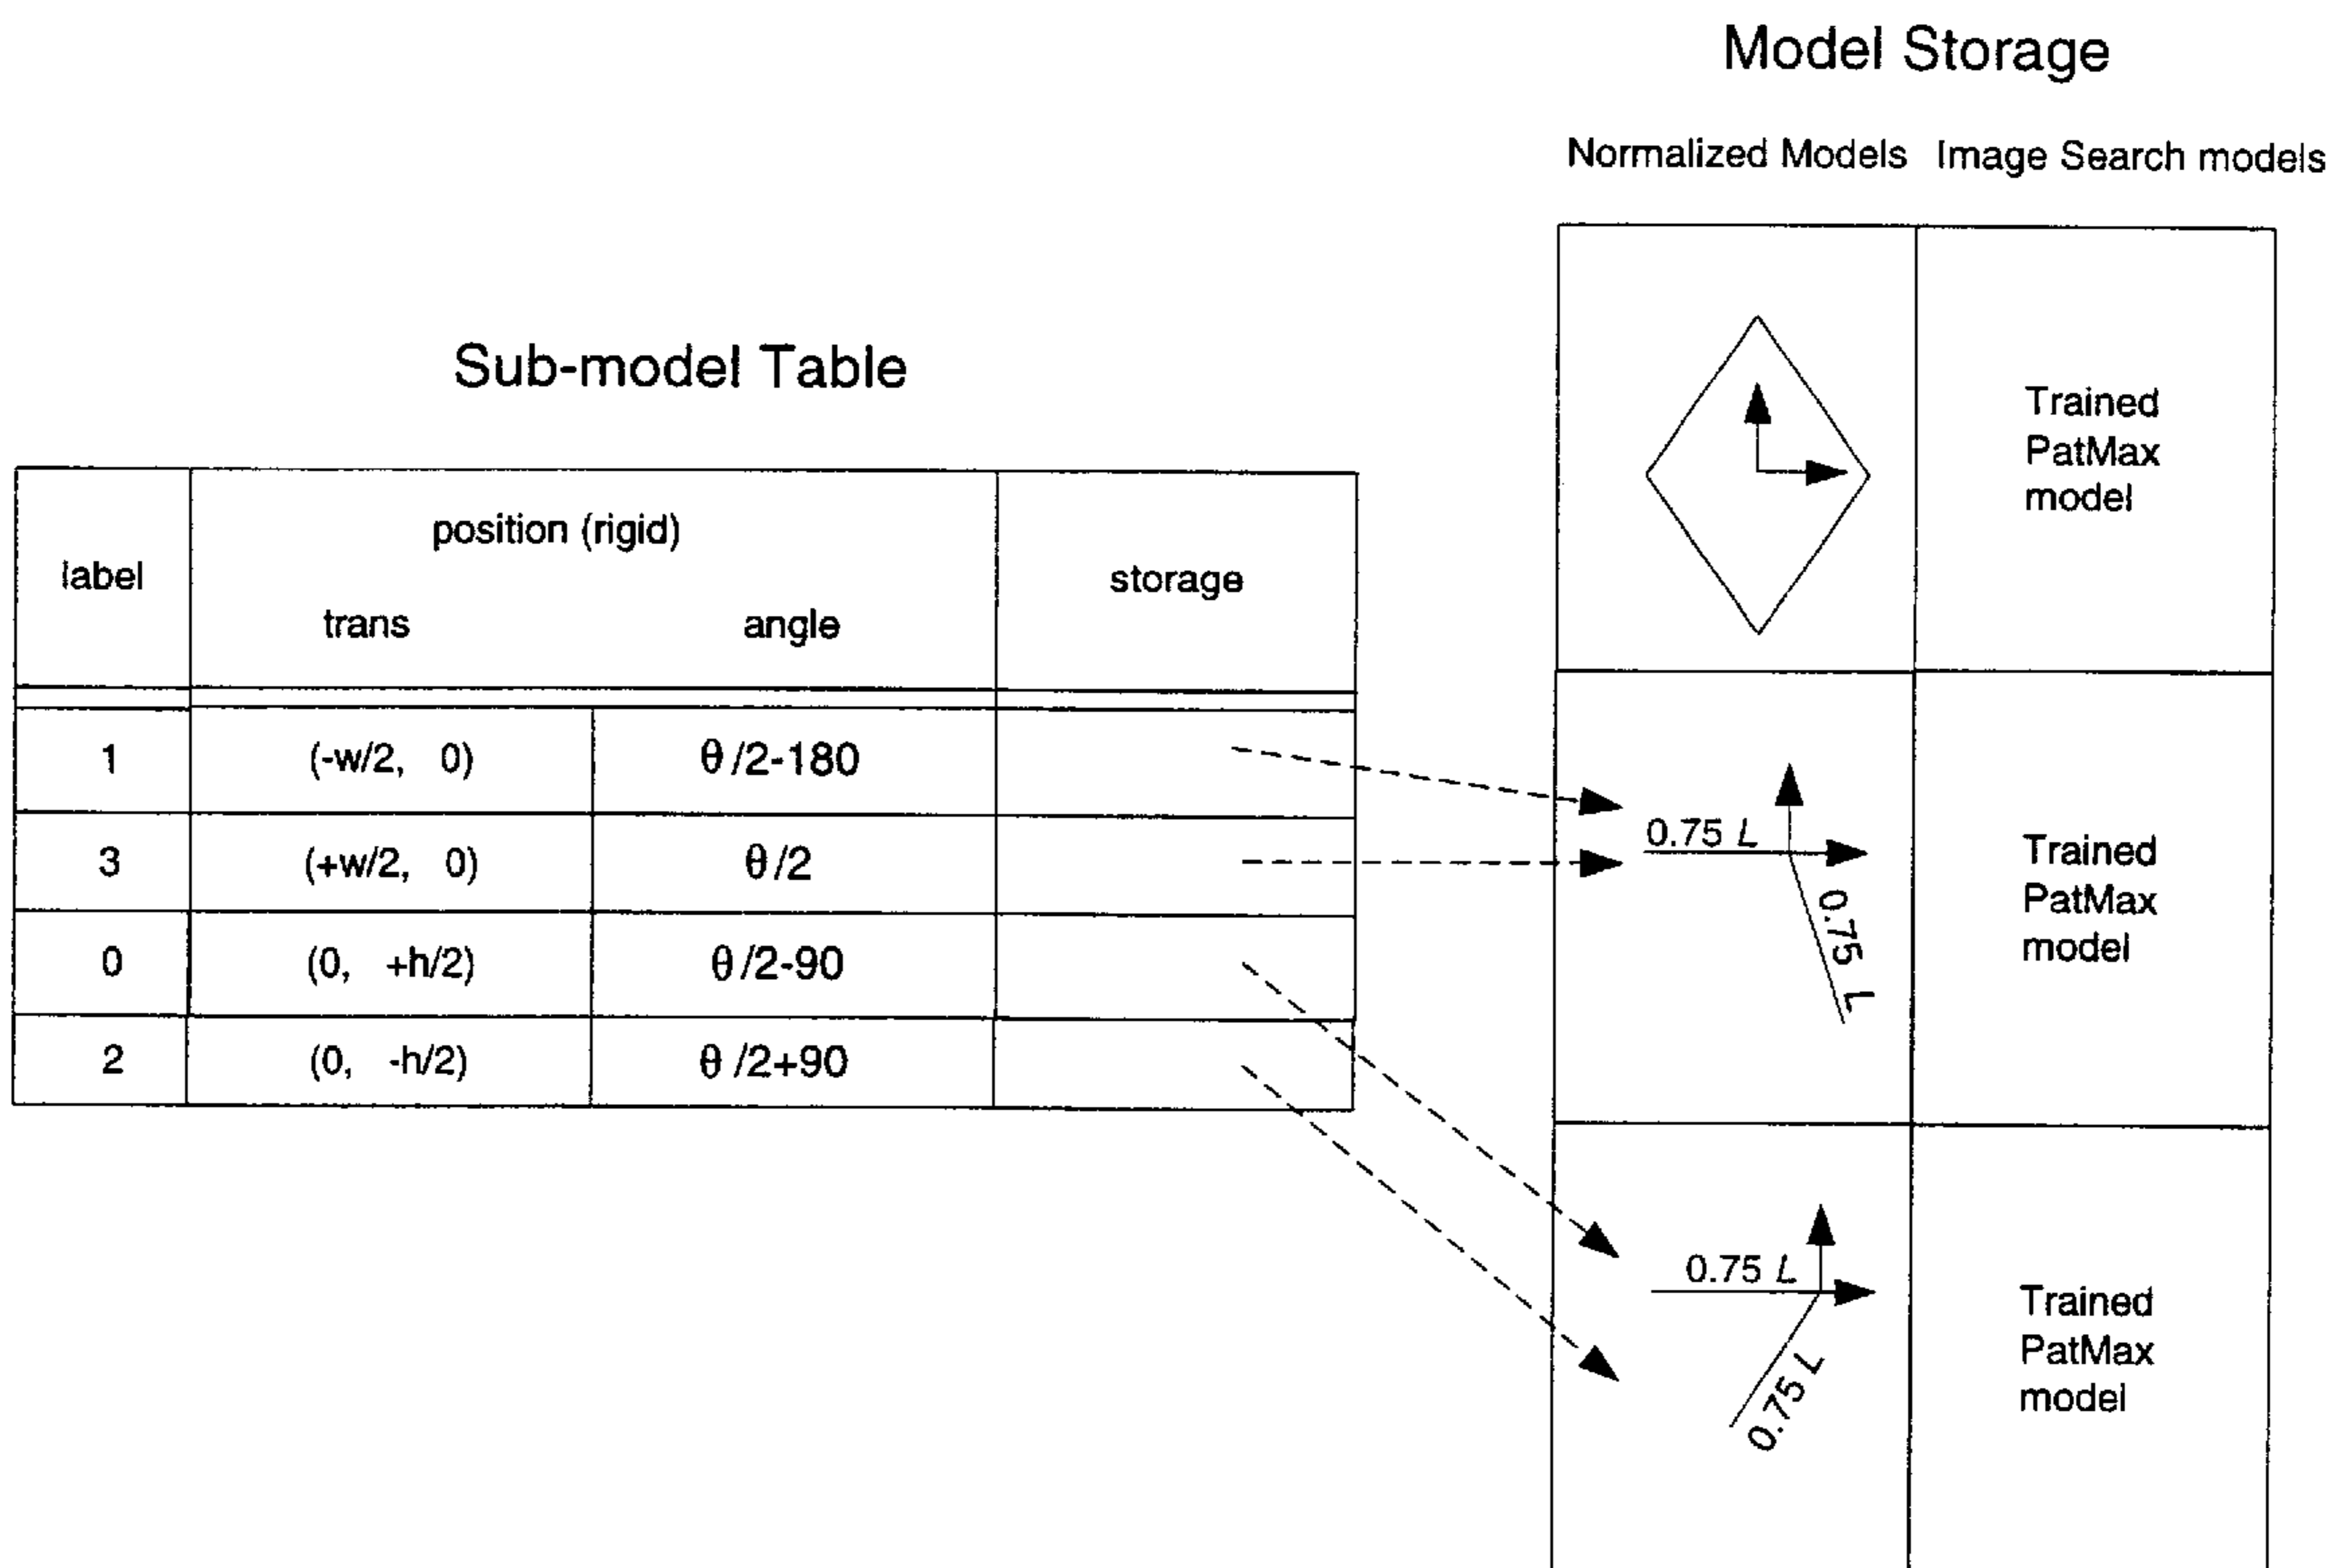 Model Storage
Normalized Models Image Search models
Sub-model Table
label
position (rigid)
trans angle
storage
1 (-w/2, 0) θ/2-180
3 (+w/2, 0) θ/2
0 (0, +h/2) θ/2-90
2 (0, -h/2) θ/2+90
Trained
PatMax
model
0.75 L
0.75 L
Trained
PatMax
model
0.75 L
0.75 L
Trained
PatMax
model